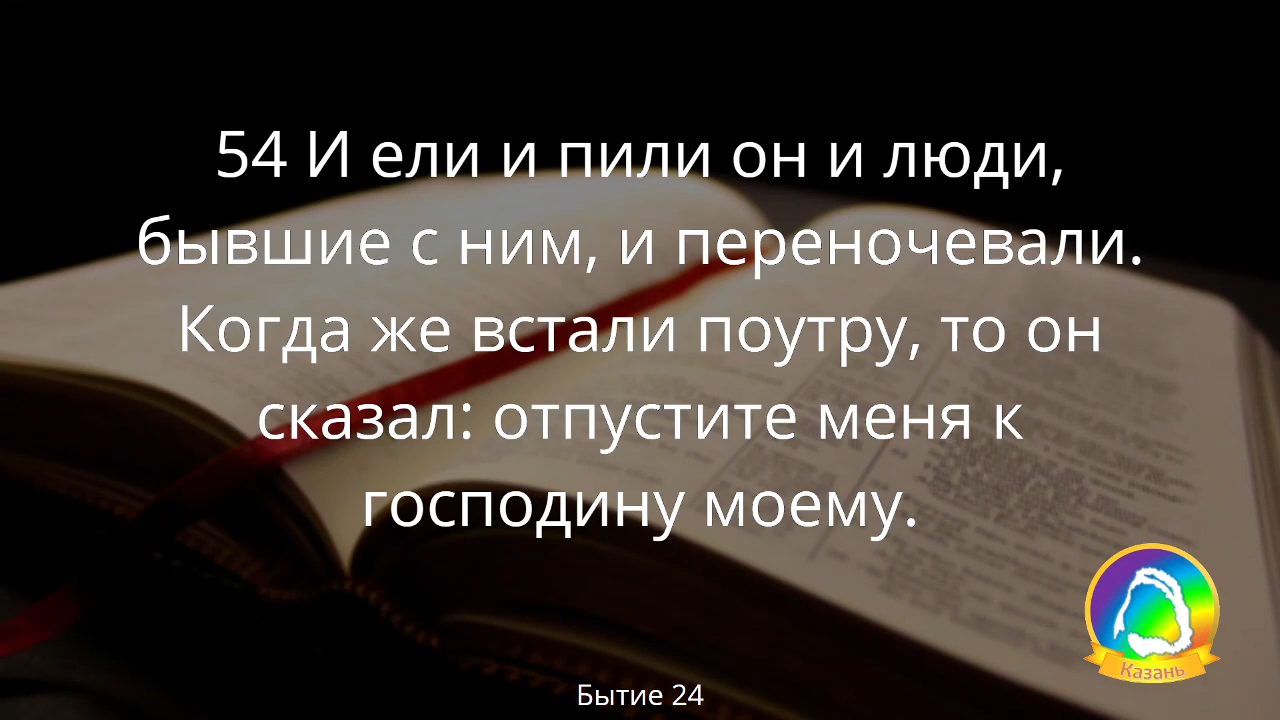 54 И ели и пили он и люди,
бывшие с ним, и переночевали.
Когда же встали поутру, то он
сказал: отпустите меня к
господину моему.
Казань
Бытие 24